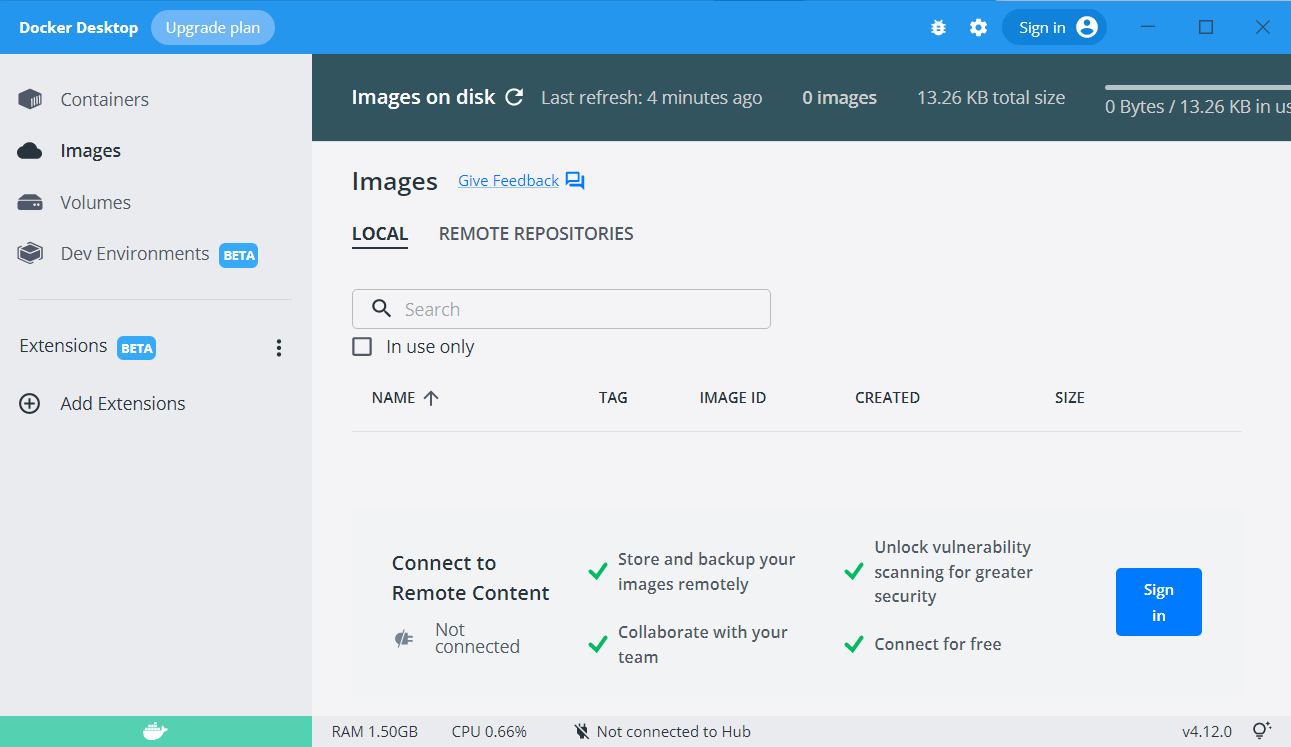 Docker Desktop Upgrade plan Sign in
Containers
Images
Volumes
Dev Environments BETA
Extensions BETA
Add Extensions
Images on disk Last refresh: 4 minutes ago 0 images 13.26 KB total size 0 Bytes / 13.26 KB in us
Images Give Feedback
LOCAL REMOTE REPOSITORIES
Search
In use only
NAME TAG IMAGE ID CREATED SIZE
Connect to
Remote Content
Not
connected
Store and backup your
images remotely
Collaborate with your
team
Unlock vulnerability
scanning for greater
security
Connect for free
Sign
in
RAM 1.50GB CPU 0.66% Not connected to Hub v4.12.0